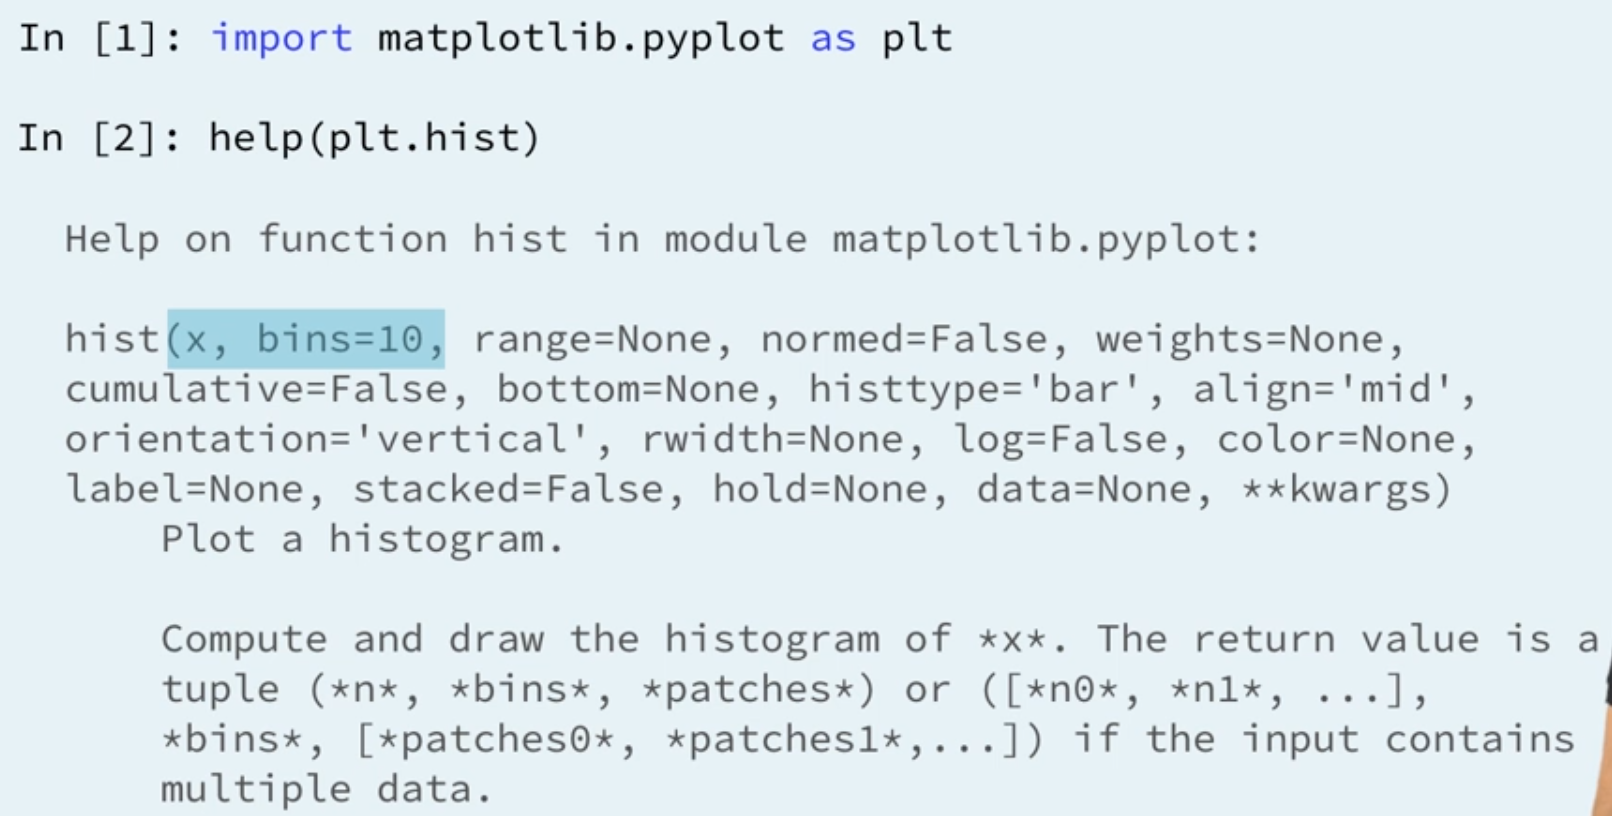 In [1]: import matplotlib.pyplot as plt
In [2]: help(plt.hist)
Help on function hist in module matplotlib.pyplot:
hist(x, bins=10, range=None, normed=False, weights=None,
cumulative=False, bottom=None, histtype='bar', align='mid',
orientation='vertical', rwidth=None, log=False, color=None,
label=None, stacked=False, hold=None, data=None, **kwargs)
Plot a histogram.
Compute and draw the histogram of *x*. The return value is a
tuple (*n*, *bins*, *patches*) or ([*n0*, *n1*, ...],
*bins*, [*patches0*, *patches1*,...]) if the input contains
multiple data.